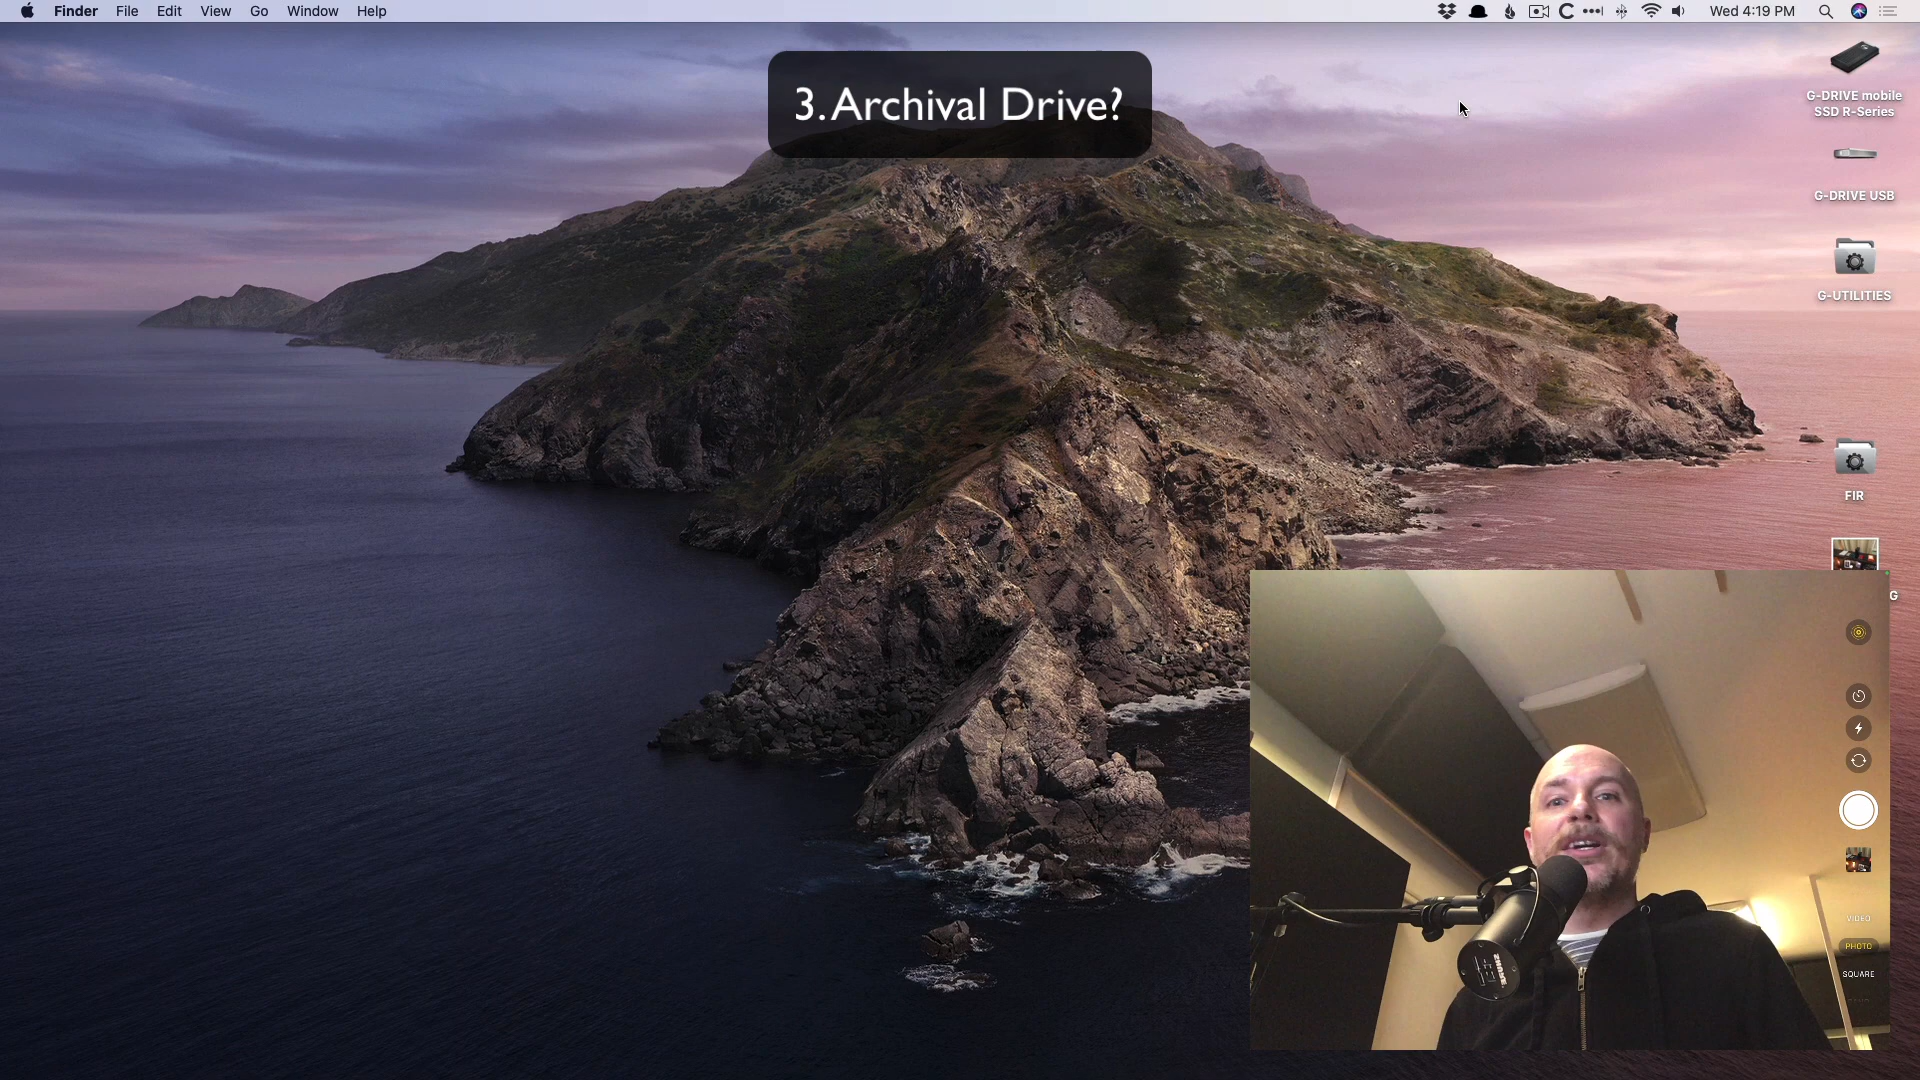 Finder File Edit View Go Window Help
Wed 4:19 PM
3. Archival Drive?
G-DRIVE mobile
SSD R-Series
G-DRIVE USB
G-UTILITIES
FIR
G
VIDEO
PHOTO
SQUARE